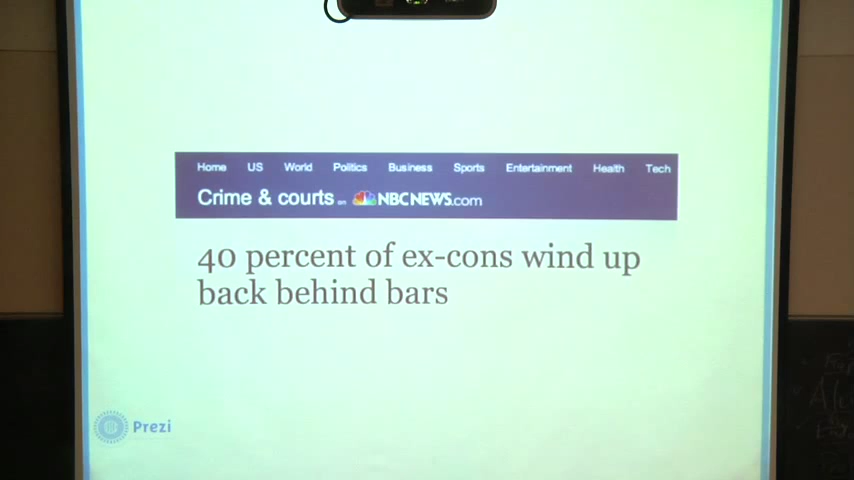 Home US World Politics Business Sports Entertainment Health Tech
Crime & courts on NBCNEWS.com
40 percent of ex-cons wind up
back behind bars
Prezi